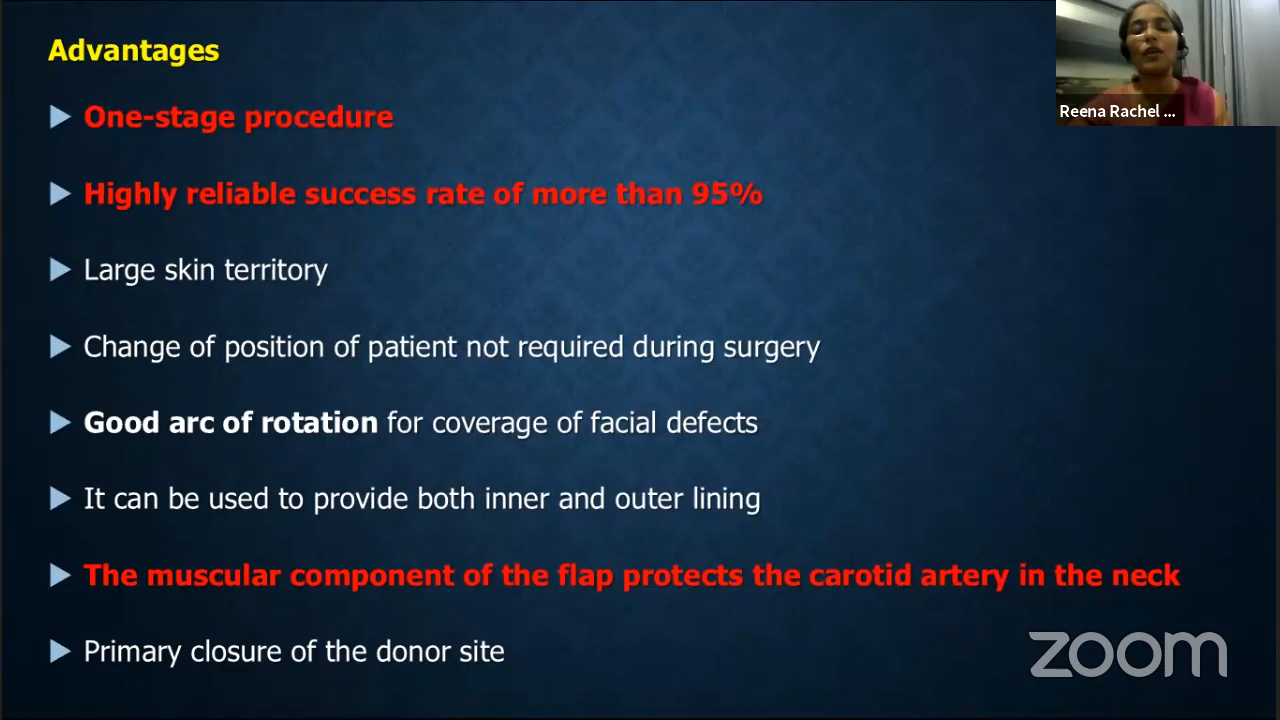 Advantages
One-stage procedure
Highly reliable success rate of more than 95%
Large skin territory
Change of position of patient not required during surgery
Good arc of rotation for coverage of facial defects
It can be used to provide both inner and outer lining
The muscular component of the flap protects the carotid artery in the neck
Primary closure of the donor site
Reena Rachel ...
zoom